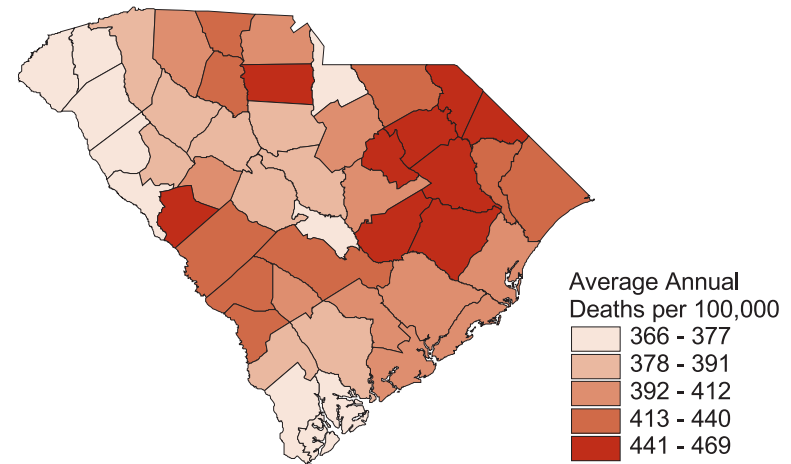 Average Annual
Deaths per 100,000
366 - 377
378 - 391
392 - 412
413 - 440
441 - 469